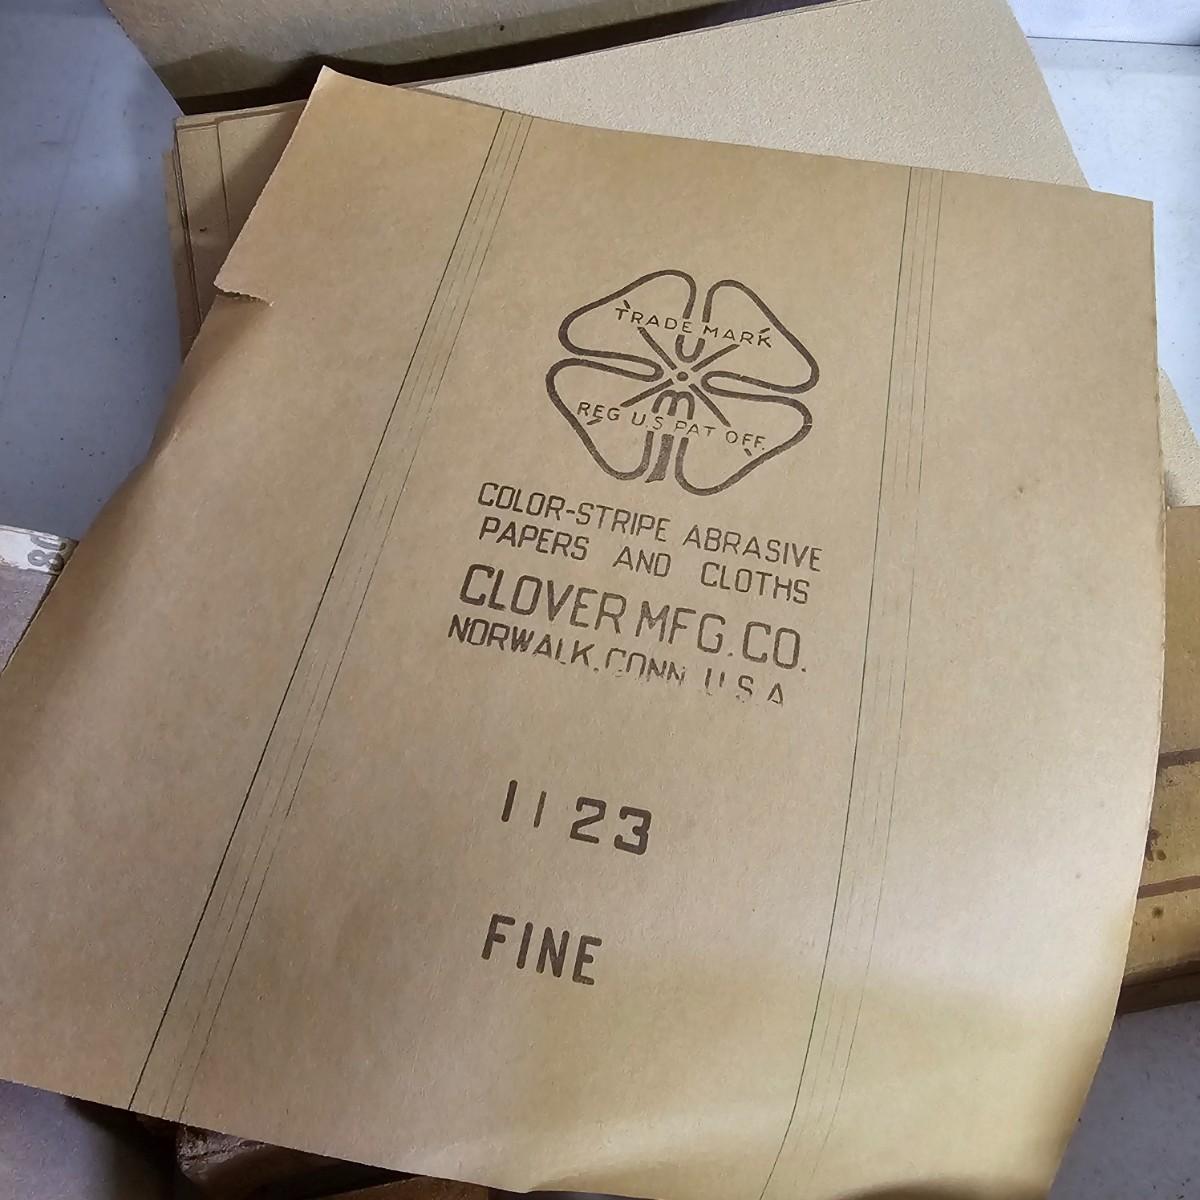 TRADE MARK
REG U.S PAT OFF.
COLOR-STRIPE ABRASIVE
PAPERS AND CLOTHS
CLOVER MFG. CO.
NORWALK, CONN. U S A
1123
FINE